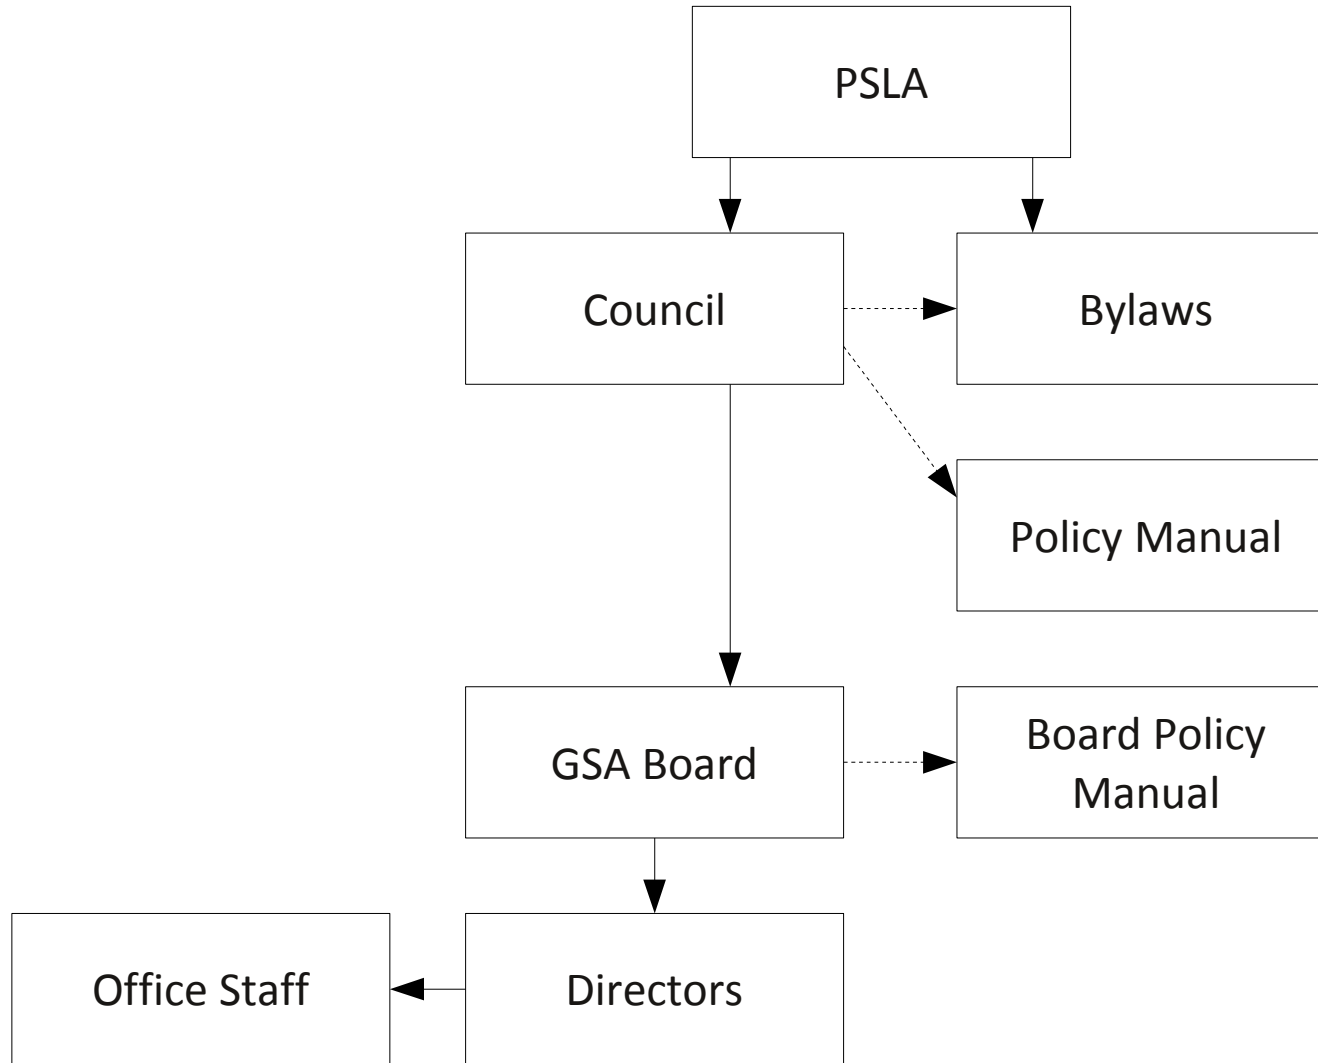 PSLA
Council
Bylaws
Policy Manual
GSA Board
Board Policy
Manual
Office Staff
Directors